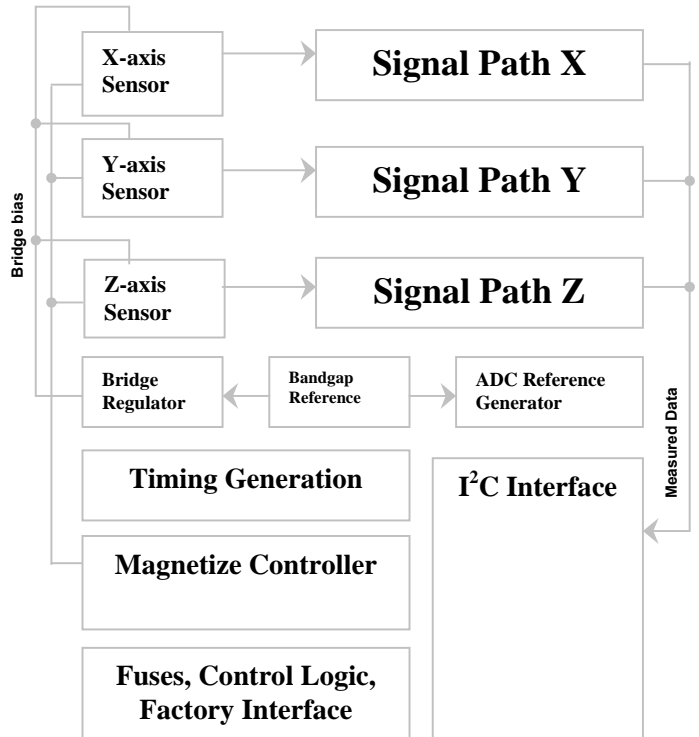 X-axis
Sensor
Signal Path X
Y-axis
Sensor
Signal Path Y
Bridge bias
Z-axis
Sensor
Signal Path Z
Bridge
Regulator
Bandgap
Reference
ADC Reference
Generator
Measured Data
Timing Generation
I²C Interface
Magnetize Controller
Fuses, Control Logic,
Factory Interface